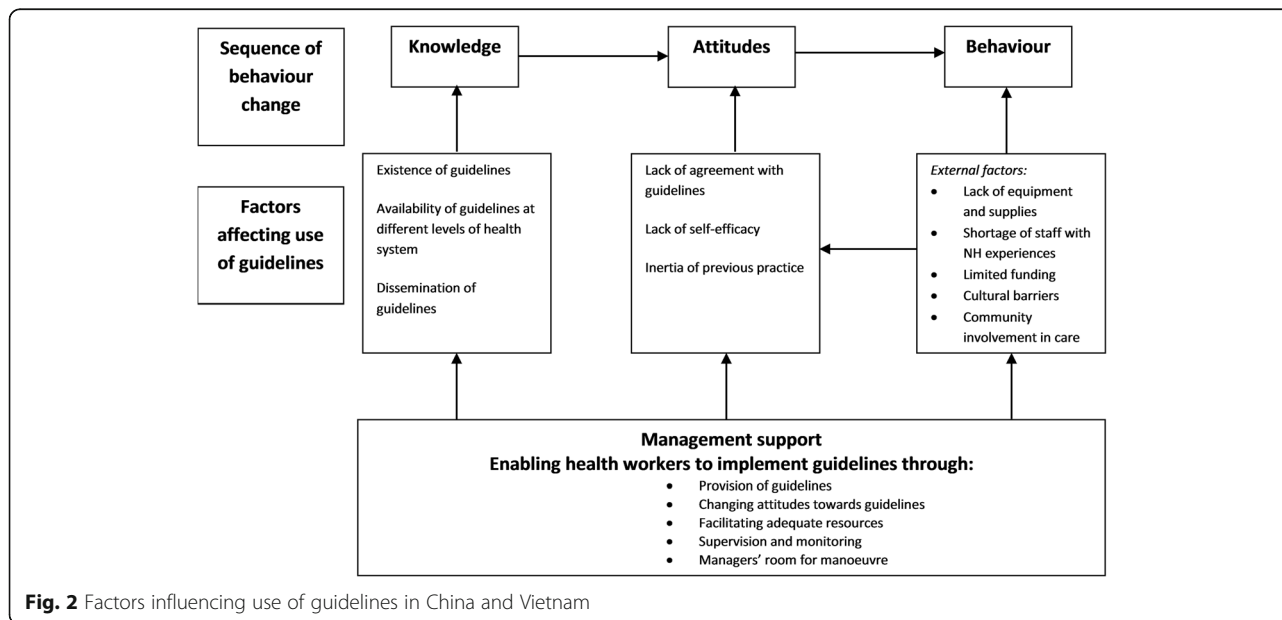 Sequence of
behaviour
change
Knowledge
Attitudes
Behaviour
Factors
affecting use
of guidelines
Existence of guidelines
Availability of guidelines at
different levels of health
system
Dissemination of
guidelines
Lack of agreement with
guidelines
Lack of self-efficacy
Inertia of previous practice
External factors:
• Lack of equipment
and supplies
• Shortage of staff with
NH experiences
• Limited funding
• Cultural barriers
• Community
involvement in care
Management support
Enabling health workers to implement guidelines through:
• Provision of guidelines
• Changing attitudes towards guidelines
• Facilitating adequate resources
• Supervision and monitoring
• Managers' room for manoeuvre
Fig. 2 Factors influencing use of guidelines in China and Vietnam